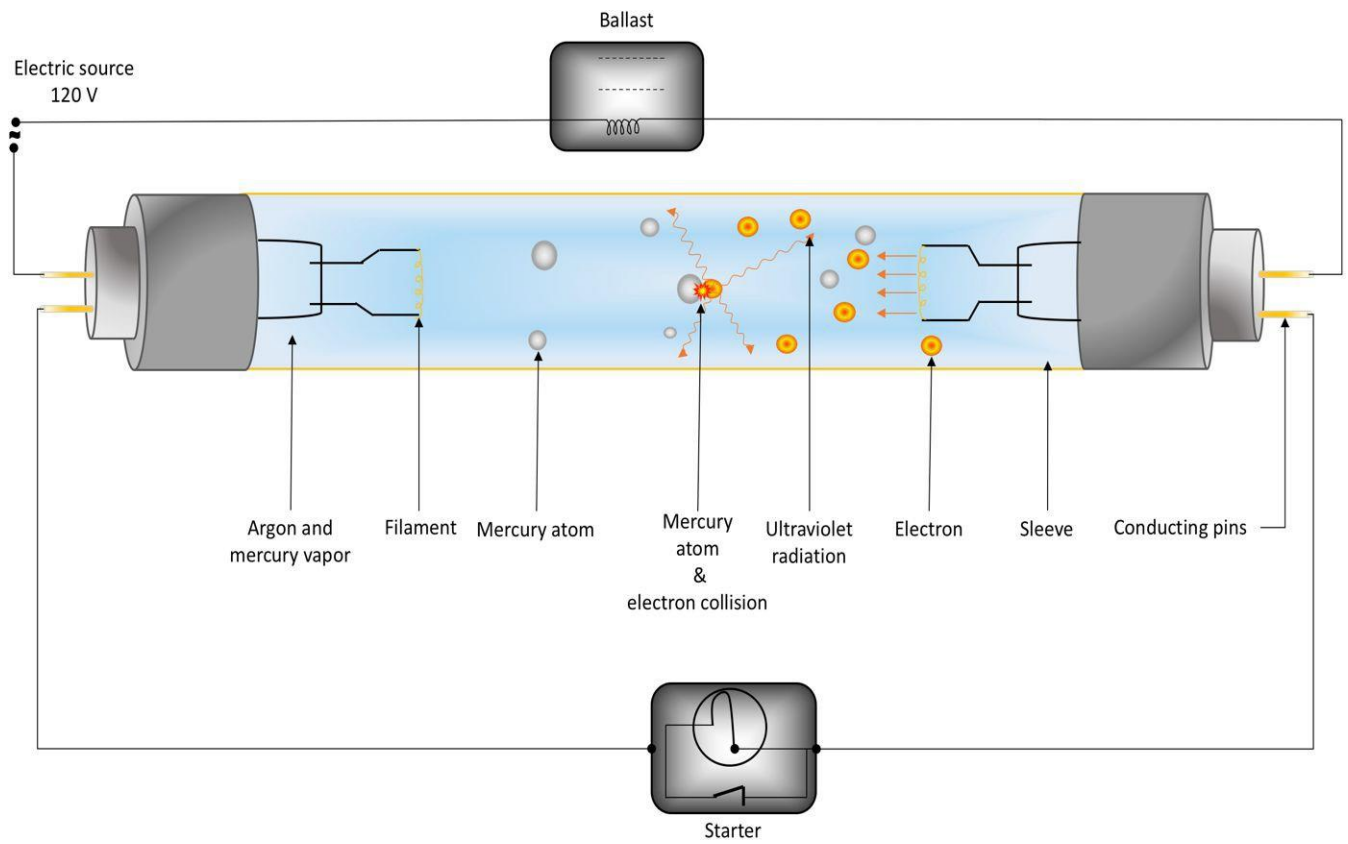 Ballast
Electric source
120 V
Argon and
mercury vapor
Filament
Mercury atom
Mercury
atom
&
electron collision
Ultraviolet
radiation
Electron
Sleeve
Conducting pins
Starter